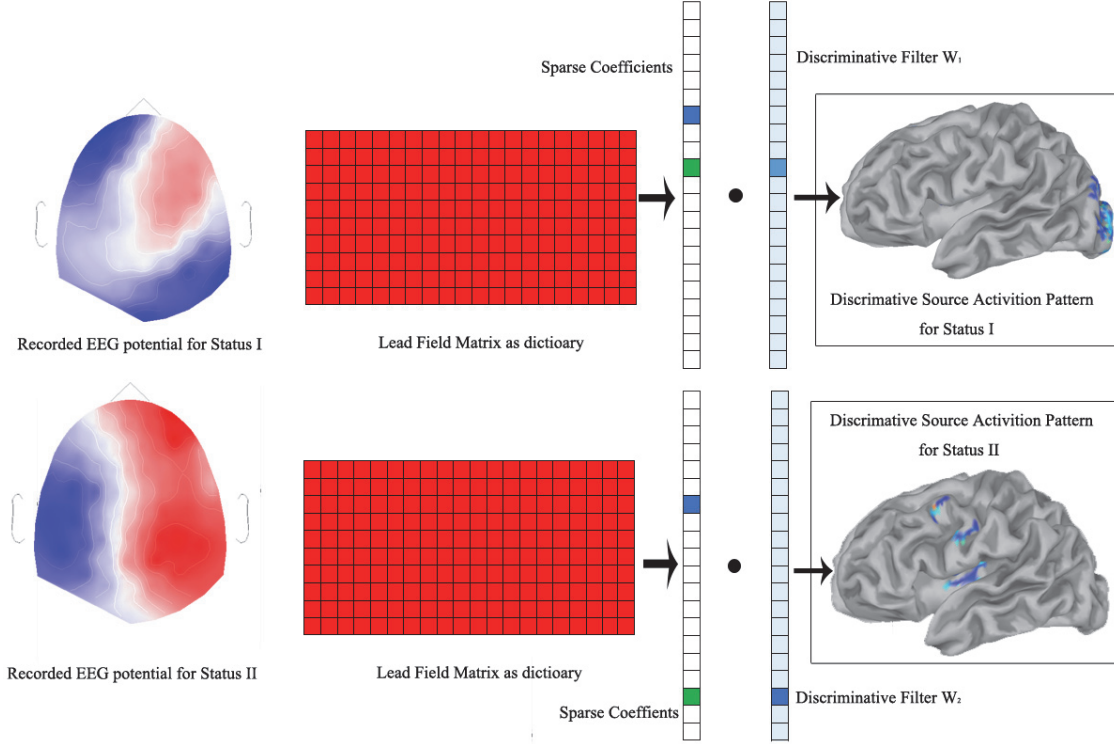 Sparse Coefficients
Discriminative Filter W₁
Recorded EEG potential for Status I
Lead Field Matrix as dictioary
Discrimative Source Activition Pattern
for Status I
Discrimative Source Activition Pattern
for Status II
Recorded EEG potential for Status II
Lead Field Matrix as dictioary
Sparse Coeffients
Discriminative Filter W₂